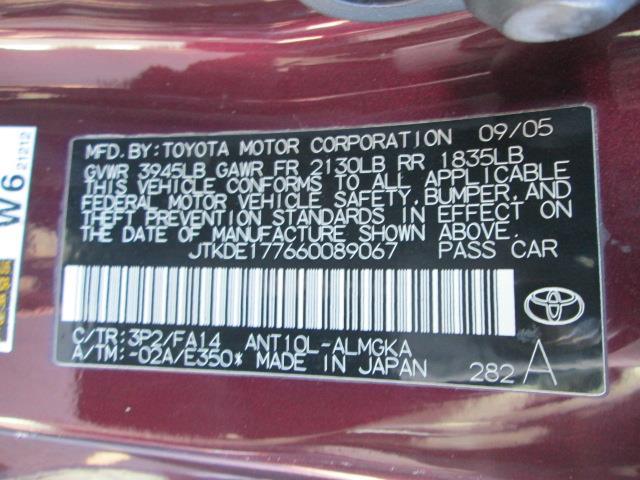 MFD. BY: TOYOTA MOTOR CORPORATION 09/05
GVWR 3945LB GAWR FR 2130LB RR 1835LB
THIS VEHICLE CONFORMS TO ALL APPLICABLE
FEDERAL MOTOR VEHICLE SAFETY, BUMPER, AND
THEFT PREVENTION STANDARDS IN EFFECT ON
THE DATE OF MANUFACTURE SHOWN ABOVE.
JTKDE177660089067 PASS CAR
C/TR: 3P2/FA14 ANT10L-ALMGKA
A/TM: -02A/E350* MADE IN JAPAN
282 A
TOYOTA
W6
21212